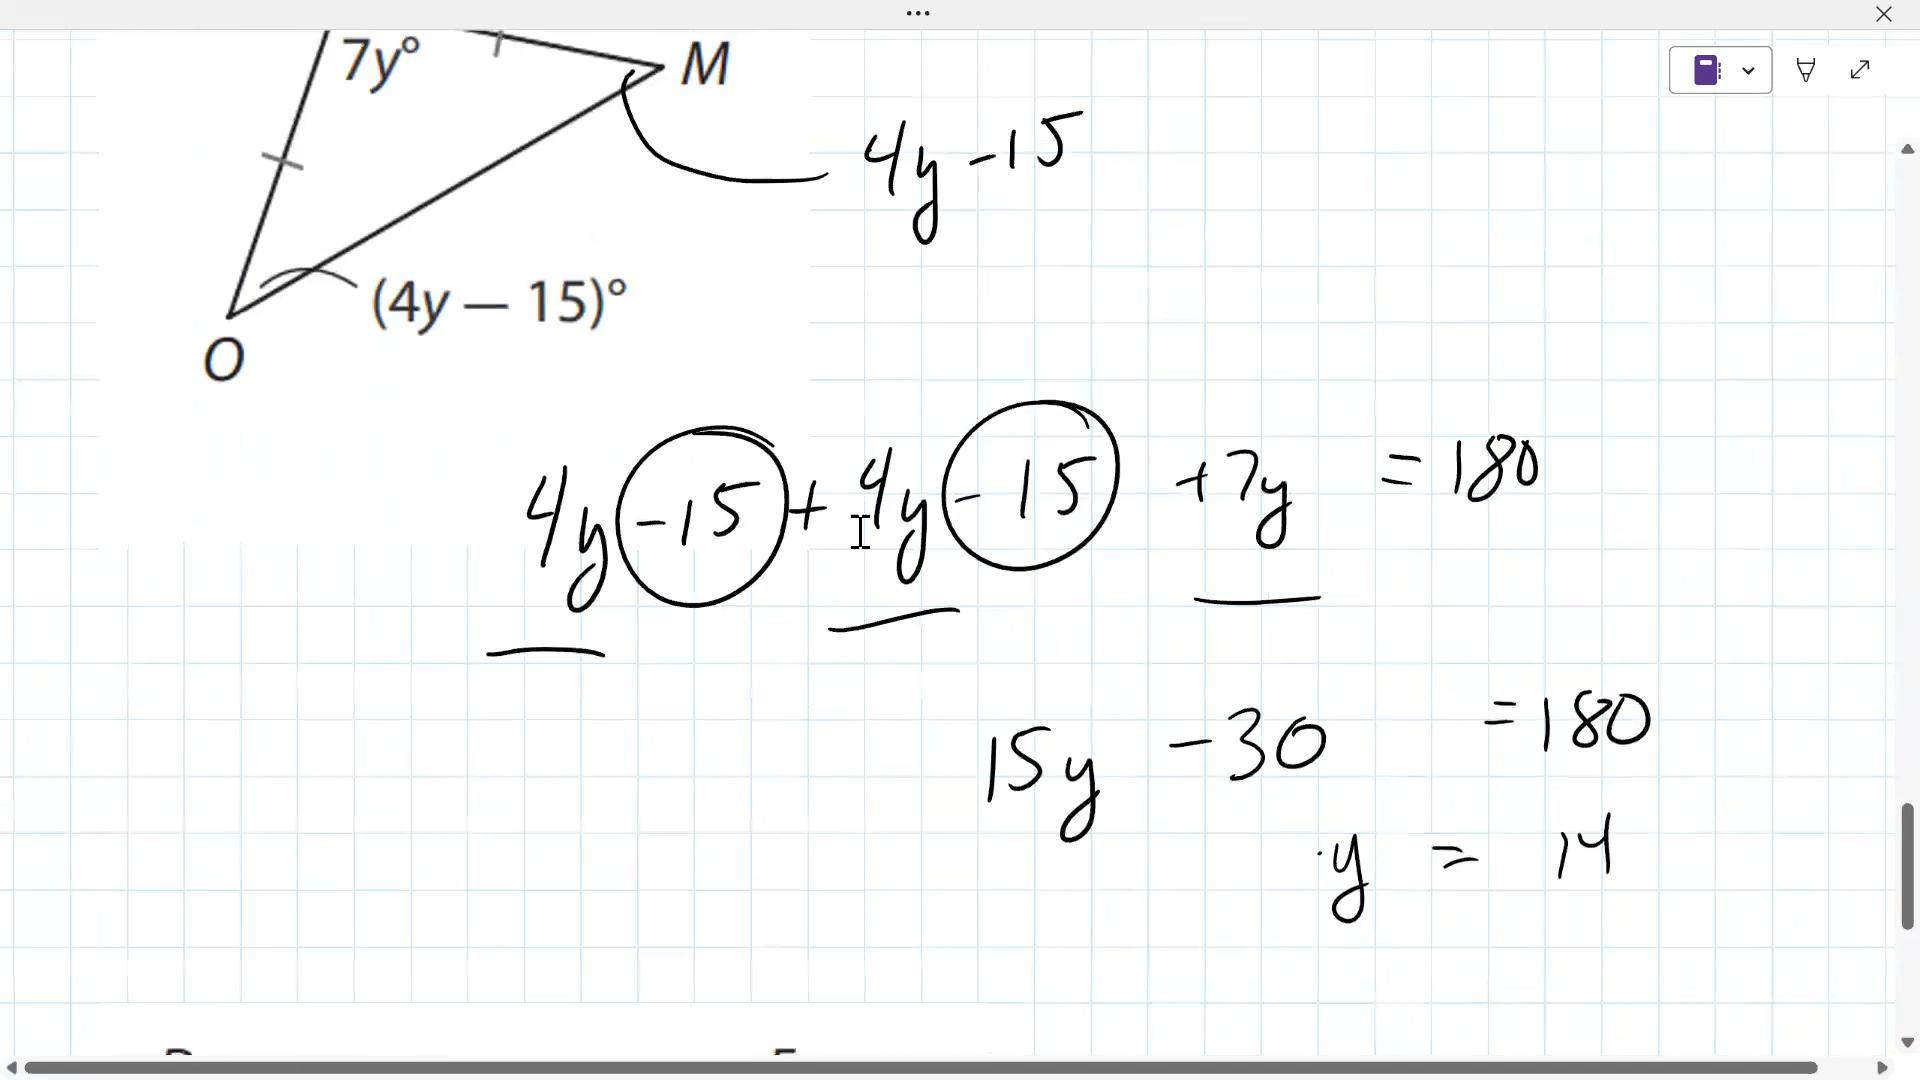 7y°
M
4y - 15
(4y — 15)°
O
4y - 15 + 4y - 15 + 7y = 180
15y - 30 = 180
y = 14